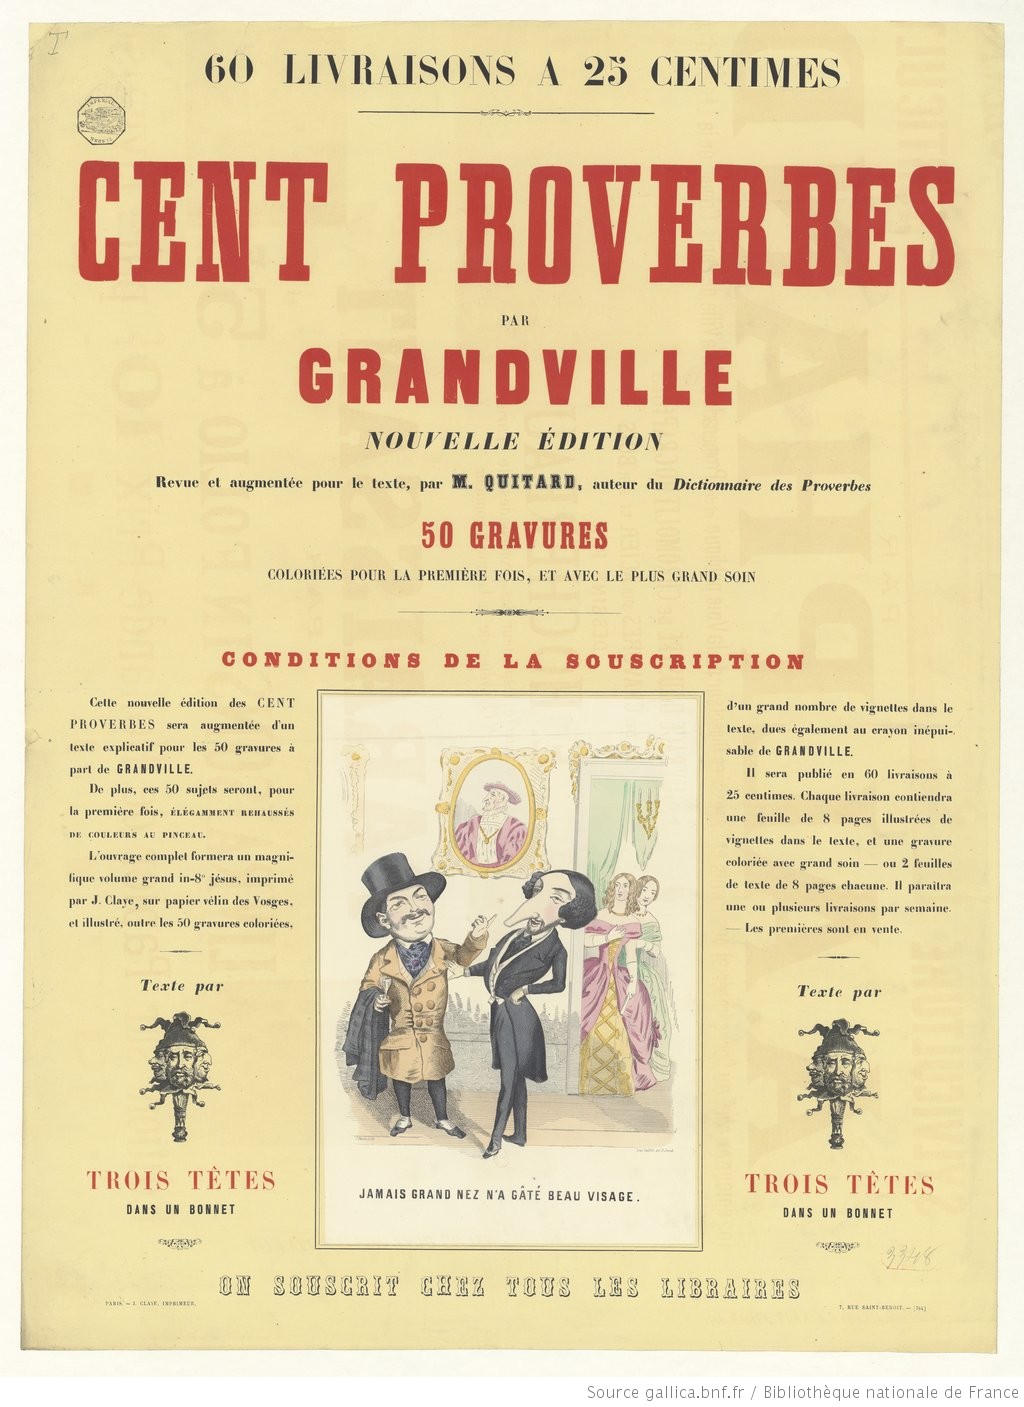 60 LIVRAISONS A 25 CENTIMES
CENT PROVERBES
PAR
GRANDVILLE
NOUVELLE ÉDITION
Revue et augmentée pour le texte, par M. QUITARD, auteur du Dictionnaire des Proverbes
50 GRAVURES
COLORIÉES POUR LA PREMIÈRE FOIS, ET AVEC LE PLUS GRAND SOIN
CONDITIONS DE LA SOUSCRIPTION
Cette nouvelle édition des CENT
PROVERBES sera augmentée d'un
texte explicatif pour les 50 gravures à
part de GRANDVILLE.
De plus, ces 50 sujets seront, pour
la première fois, ÉLÉGAMMENT REHAUSSÉS
DE COULEURS AU PINCEAU.
L'ouvrage complet formera un magni-
fique volume grand in-8° jésus, imprimé
par J. Claye, sur papier vélin des Vosges,
et illustré, outre les 50 gravures coloriées,
d'un grand nombre de vignettes dans le
texte, dues également au crayon inépui-
sable de GRANDVILLE.
Il sera publié en 60 livraisons à
25 centimes. Chaque livraison contiendra
une feuille de 8 pages illustrées de
vignettes dans le texte, et une gravure
coloriée avec grand soin — ou 2 feuilles
de texte de 8 pages chacune. Il paraîtra
une ou plusieurs livraisons par semaine.
— Les premières sont en vente.
Texte par
TROIS TÊTES
DANS UN BONNET
JAMAIS GRAND NEZ N'A GÂTÉ BEAU VISAGE.
Texte par
TROIS TÊTES
DANS UN BONNET
3348
ON SOUSCRIT CHEZ TOUS LES LIBRAIRES
PARIS. — J. CLAYE, IMPRIMEUR,
7, RUE SAINT-BENOIT. —
Source gallica.bnf.fr / Bibliothèque nationale de France